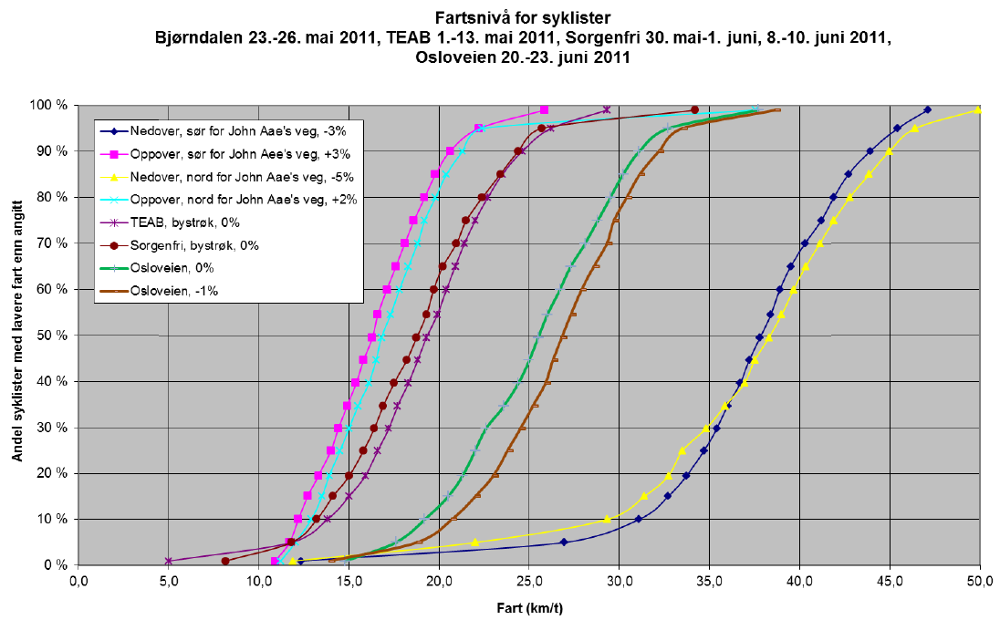 Fartsnivå for syklister
Bjørndalen 23.-26. mai 2011, TEAB 1.-13. mai 2011, Sorgenfri 30. mai-1. juni, 8.-10. juni 2011,
Osloveien 20.-23. juni 2011
Andel syklister med lavere fart enn angitt
100 %
90 %
80 %
70 %
60 %
50 %
40 %
30 %
20 %
10 %
0 %
Nedover, sør for John Aae's veg, -3%
Oppover, sør for John Aee's veg, +3%
Nedover, nord for John Aae's veg, -5%
Oppover, nord for John Aae's veg, +2%
TEAB, bystrøk, 0%
Sorgenfri, bystrøk, 0%
Osloveien, 0%
Osloveien, -1%
0,0 5,0 10,0 15,0 20,0 25,0 30,0 35,0 40,0 45,0 50,0
Fart (km/t)